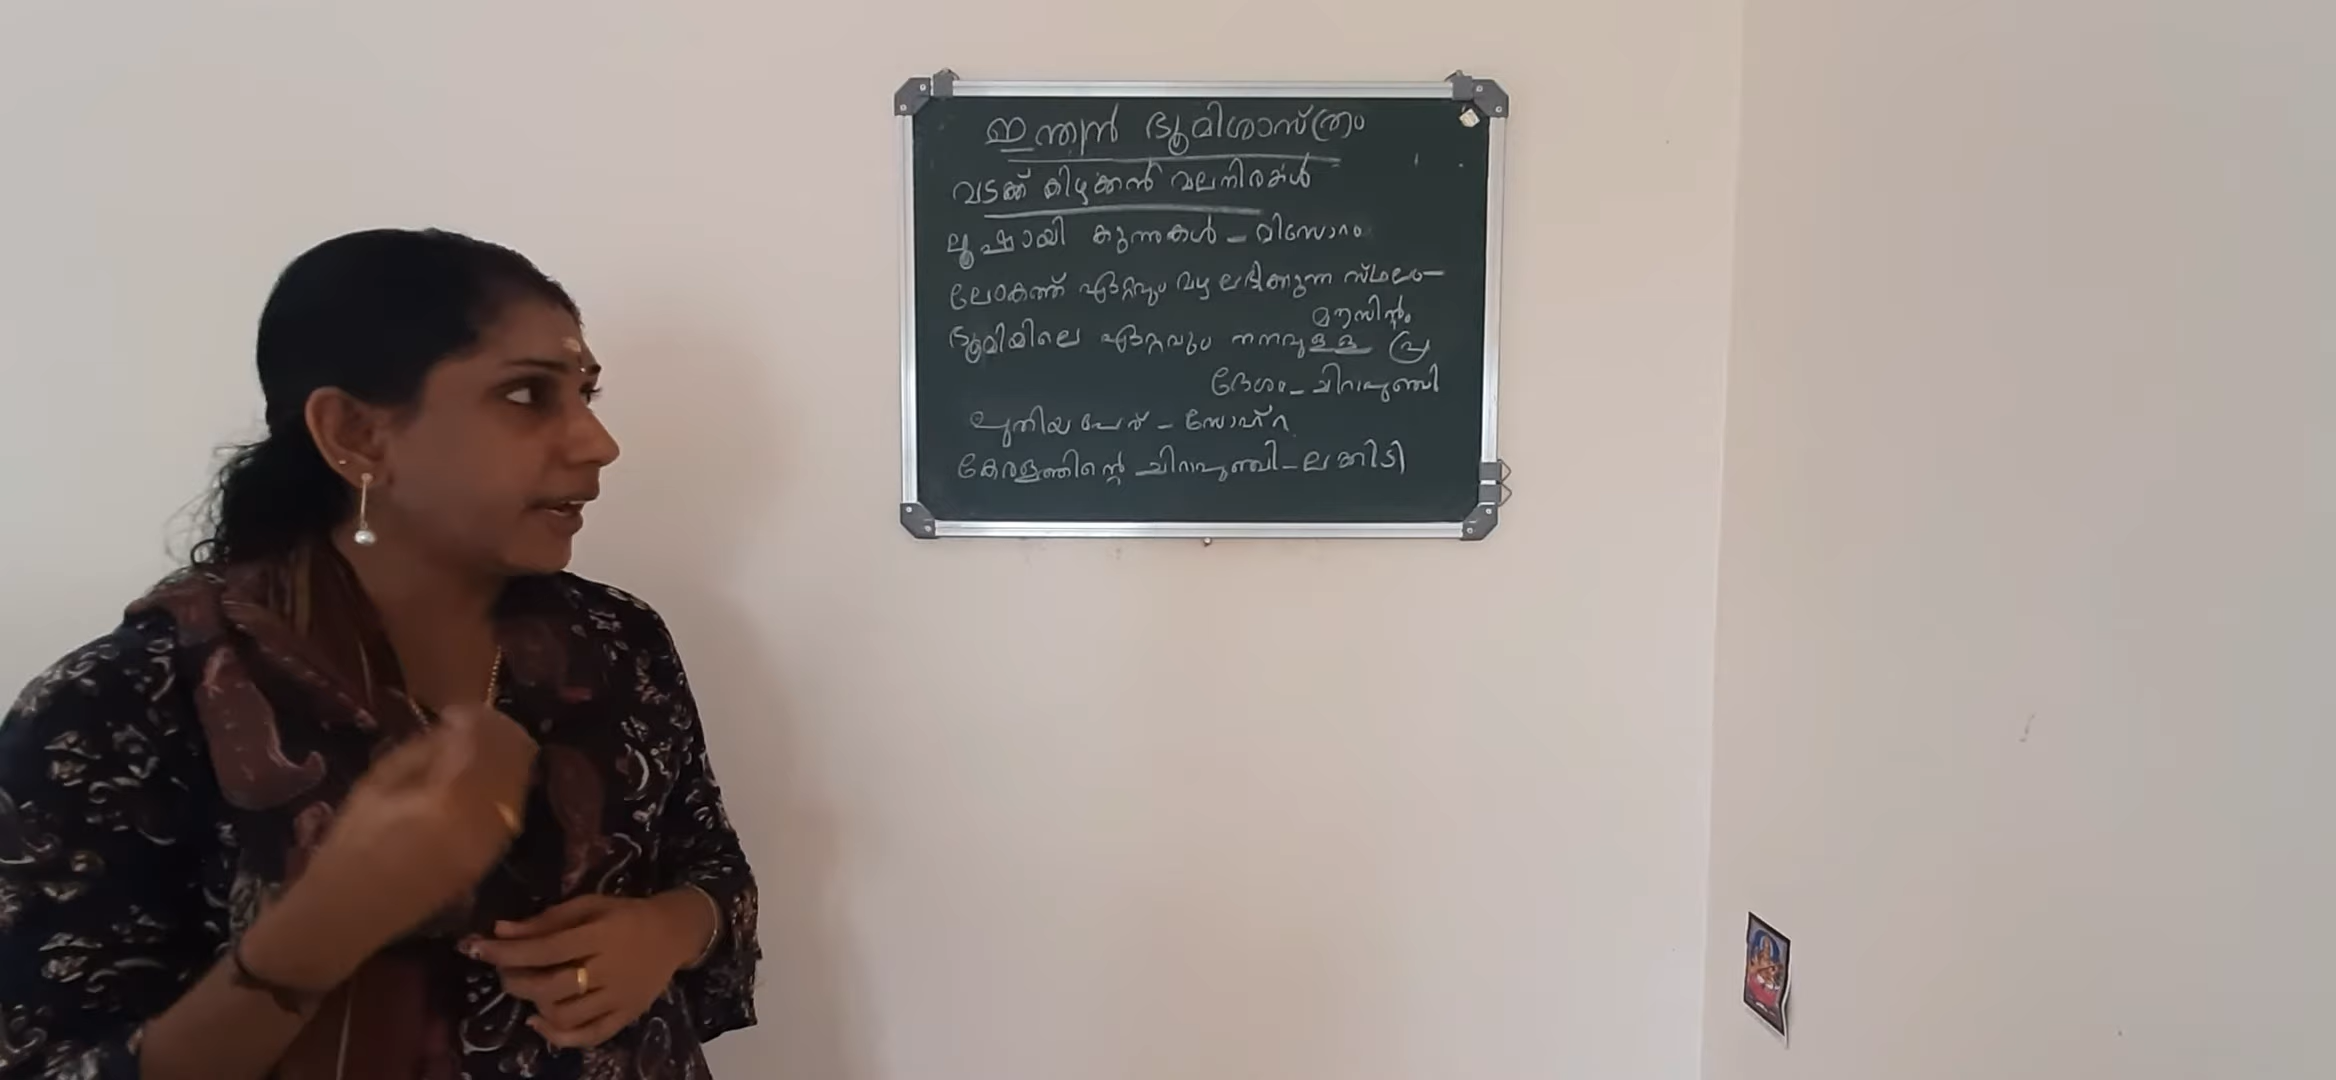 ഇന്ത്യൻ ഭൂമിശാസ്ത്രം
വടക്ക് കിഴക്കൻ മലനിരകൾ
ലൂഷായി കുന്നുകൾ - മിസോറം
ലോകത്ത് ഏറ്റവും മഴ ലഭിക്കുന്ന സ്ഥലം -
മൗസിൻറം
ഭൂമിയിലെ ഏറ്റവും നനവുള്ള പ്ര
ദേശം - ചിറാപുഞ്ചി
പുതിയ പേര് - സോഹ്റ
കേരളത്തിന്റെ ചിറാപുഞ്ചി - ലക്കിടി